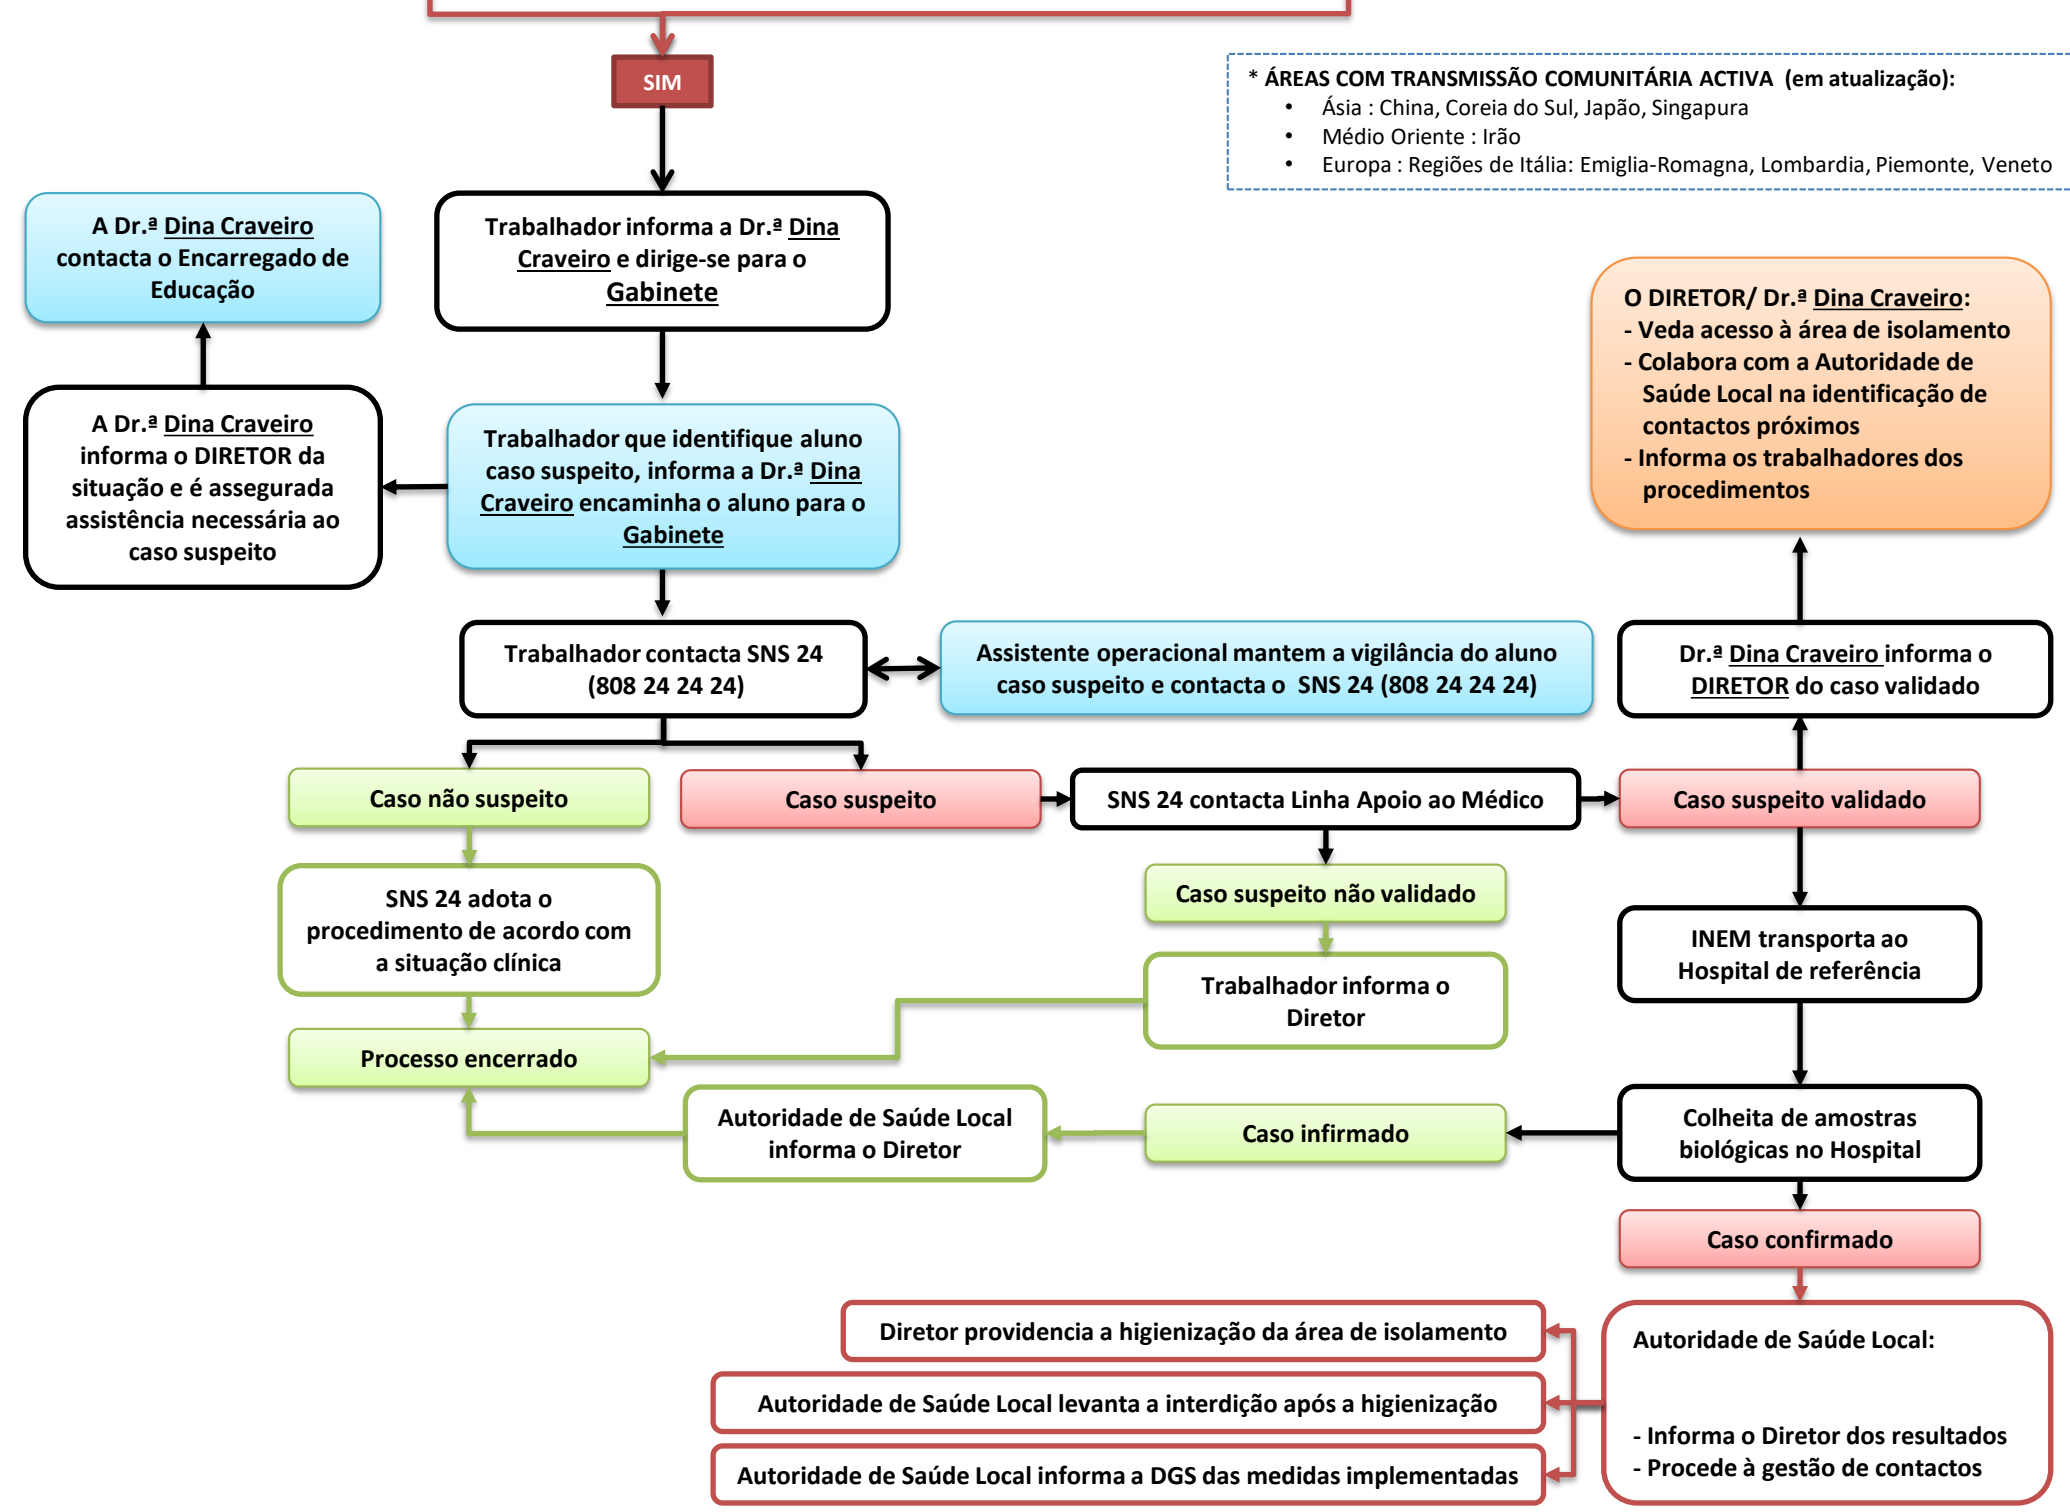 SIM
* ÁREAS COM TRANSMISSÃO COMUNITÁRIA ACTIVA (em atualização):
• Ásia : China, Coreia do Sul, Japão, Singapura
• Médio Oriente : Irão
• Europa : Regiões de Itália: Emiglia-Romagna, Lombardia, Piemonte, Veneto
A Dr.ª Dina Craveiro
contacta o Encarregado de
Educação
Trabalhador informa a Dr.ª Dina
Craveiro e dirige-se para o
Gabinete
O DIRETOR/ Dr.ª Dina Craveiro:
- Veda acesso à área de isolamento
- Colabora com a Autoridade de
Saúde Local na identificação de
contactos próximos
- Informa os trabalhadores dos
procedimentos
A Dr.ª Dina Craveiro
informa o DIRETOR da
situação e é assegurada
assistência necessária ao
caso suspeito
Trabalhador que identifique aluno
caso suspeito, informa a Dr.ª Dina
Craveiro encaminha o aluno para o
Gabinete
Trabalhador contacta SNS 24
(808 24 24 24)
Assistente operacional mantem a vigilância do aluno
caso suspeito e contacta o SNS 24 (808 24 24 24)
Dr.ª Dina Craveiro informa o
DIRETOR do caso validado
Caso não suspeito
Caso suspeito
SNS 24 contacta Linha Apoio ao Médico
Caso suspeito validado
SNS 24 adota o
procedimento de acordo com
a situação clínica
Caso suspeito não validado
INEM transporta ao
Hospital de referência
Trabalhador informa o
Diretor
Processo encerrado
Autoridade de Saúde Local
informa o Diretor
Caso infirmado
Colheita de amostras
biológicas no Hospital
Caso confirmado
Diretor providencia a higienização da área de isolamento
Autoridade de Saúde Local levanta a interdição após a higienização
Autoridade de Saúde Local informa a DGS das medidas implementadas
Autoridade de Saúde Local:
- Informa o Diretor dos resultados
- Procede à gestão de contactos